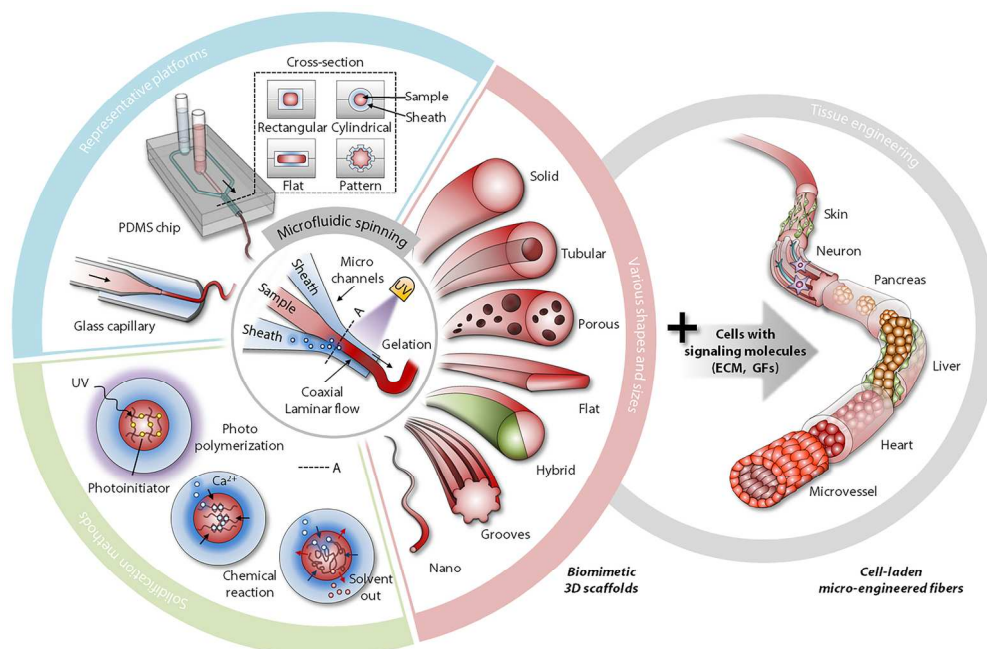 Representative platforms
Cross-section
Sample
Sheath
Rectangular
Cylindrical
Flat
Pattern
PDMS chip
Glass capillary
Microfluidic spinning
Sheath
Sample
Sheath
Micro
channels
A
UV
Gelation
Coaxial
Laminar flow
Solidification methods
UV
Photo
polymerization
Photoinitiator
A
Ca²⁺
Chemical
reaction
Solvent
out
Various shapes and sizes
Solid
Tubular
Porous
Flat
Hybrid
Grooves
Nano
Biomimetic
3D scaffolds
+
Cells with
signaling molecules
(ECM, GFs)
Tissue engineering
Skin
Neuron
Pancreas
Liver
Heart
Microvessel
Cell-laden
micro-engineered fibers